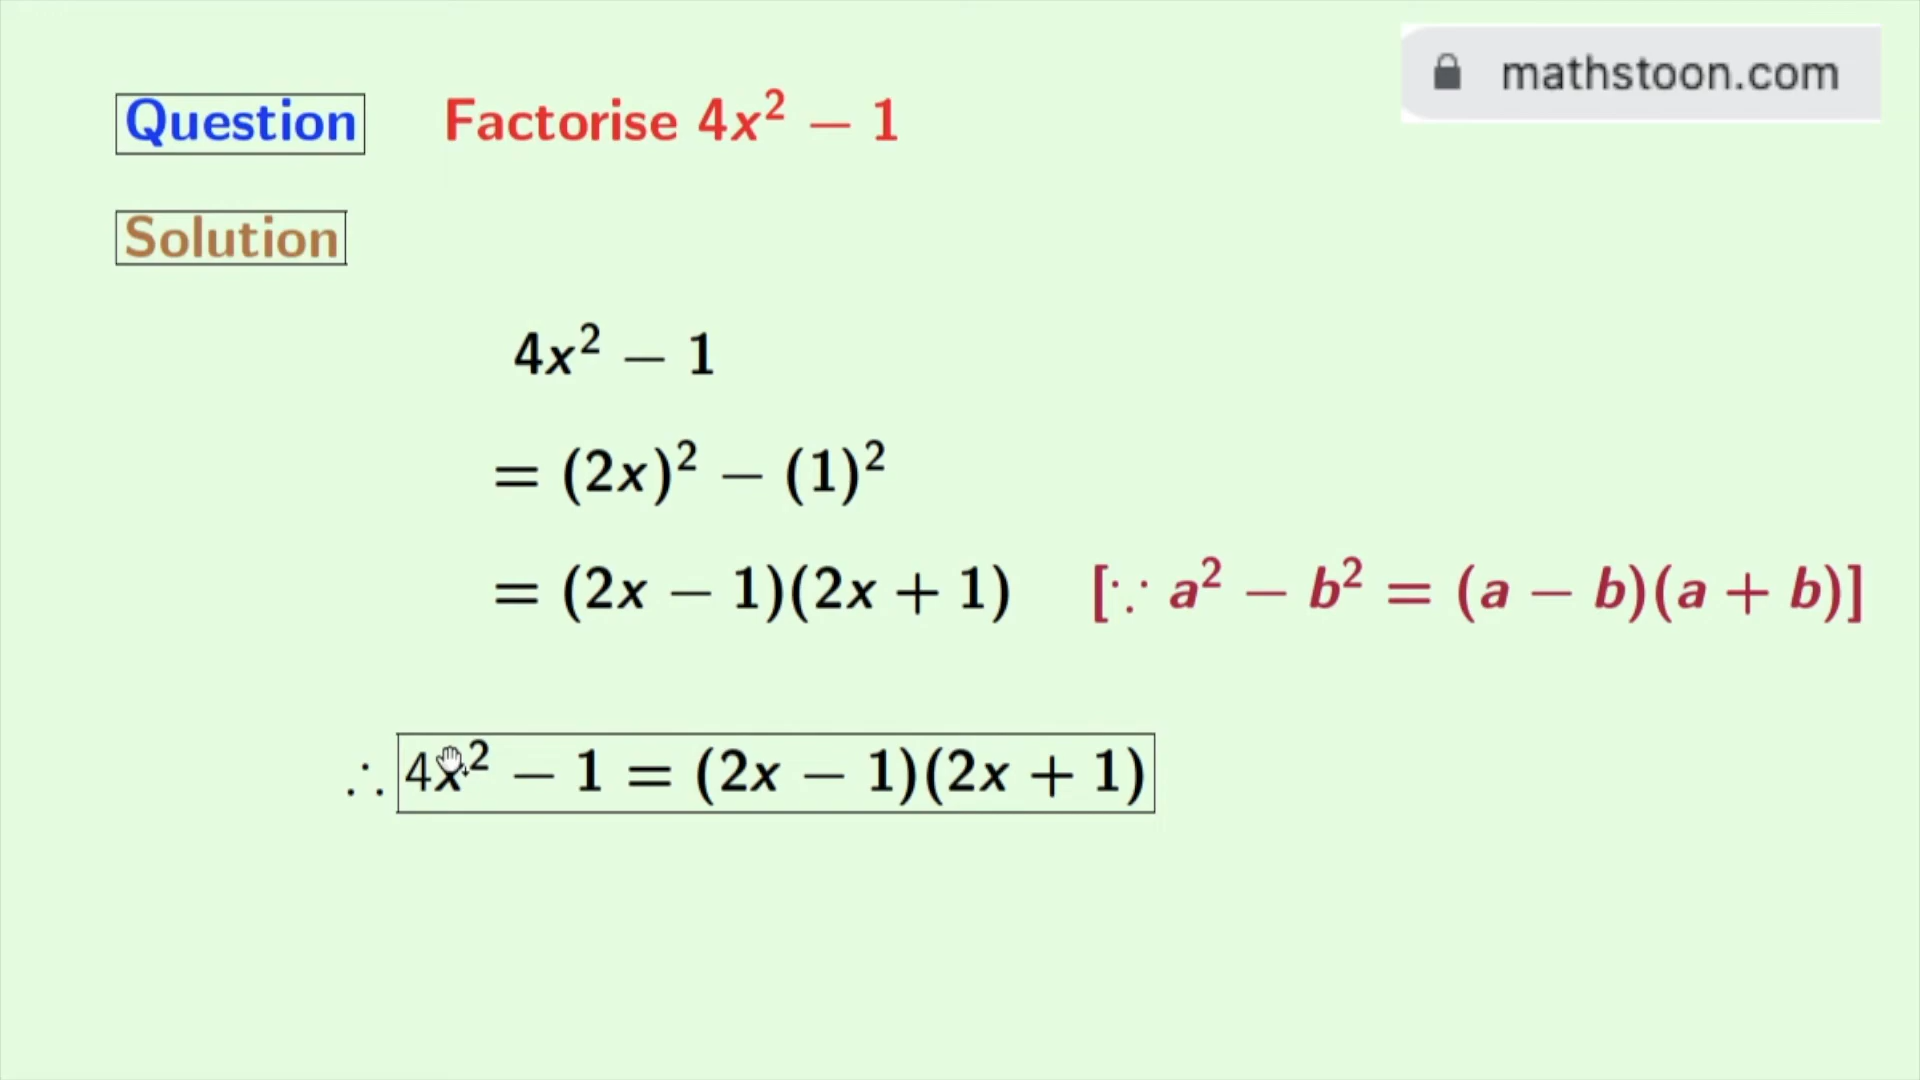 mathstoon.com
Question Factorise 4x² − 1
Solution
4x² − 1
= (2x)² − (1)²
= (2x − 1)(2x + 1) [∵ a² − b² = (a − b)(a + b)]
∴ 4x² − 1 = (2x − 1)(2x + 1)